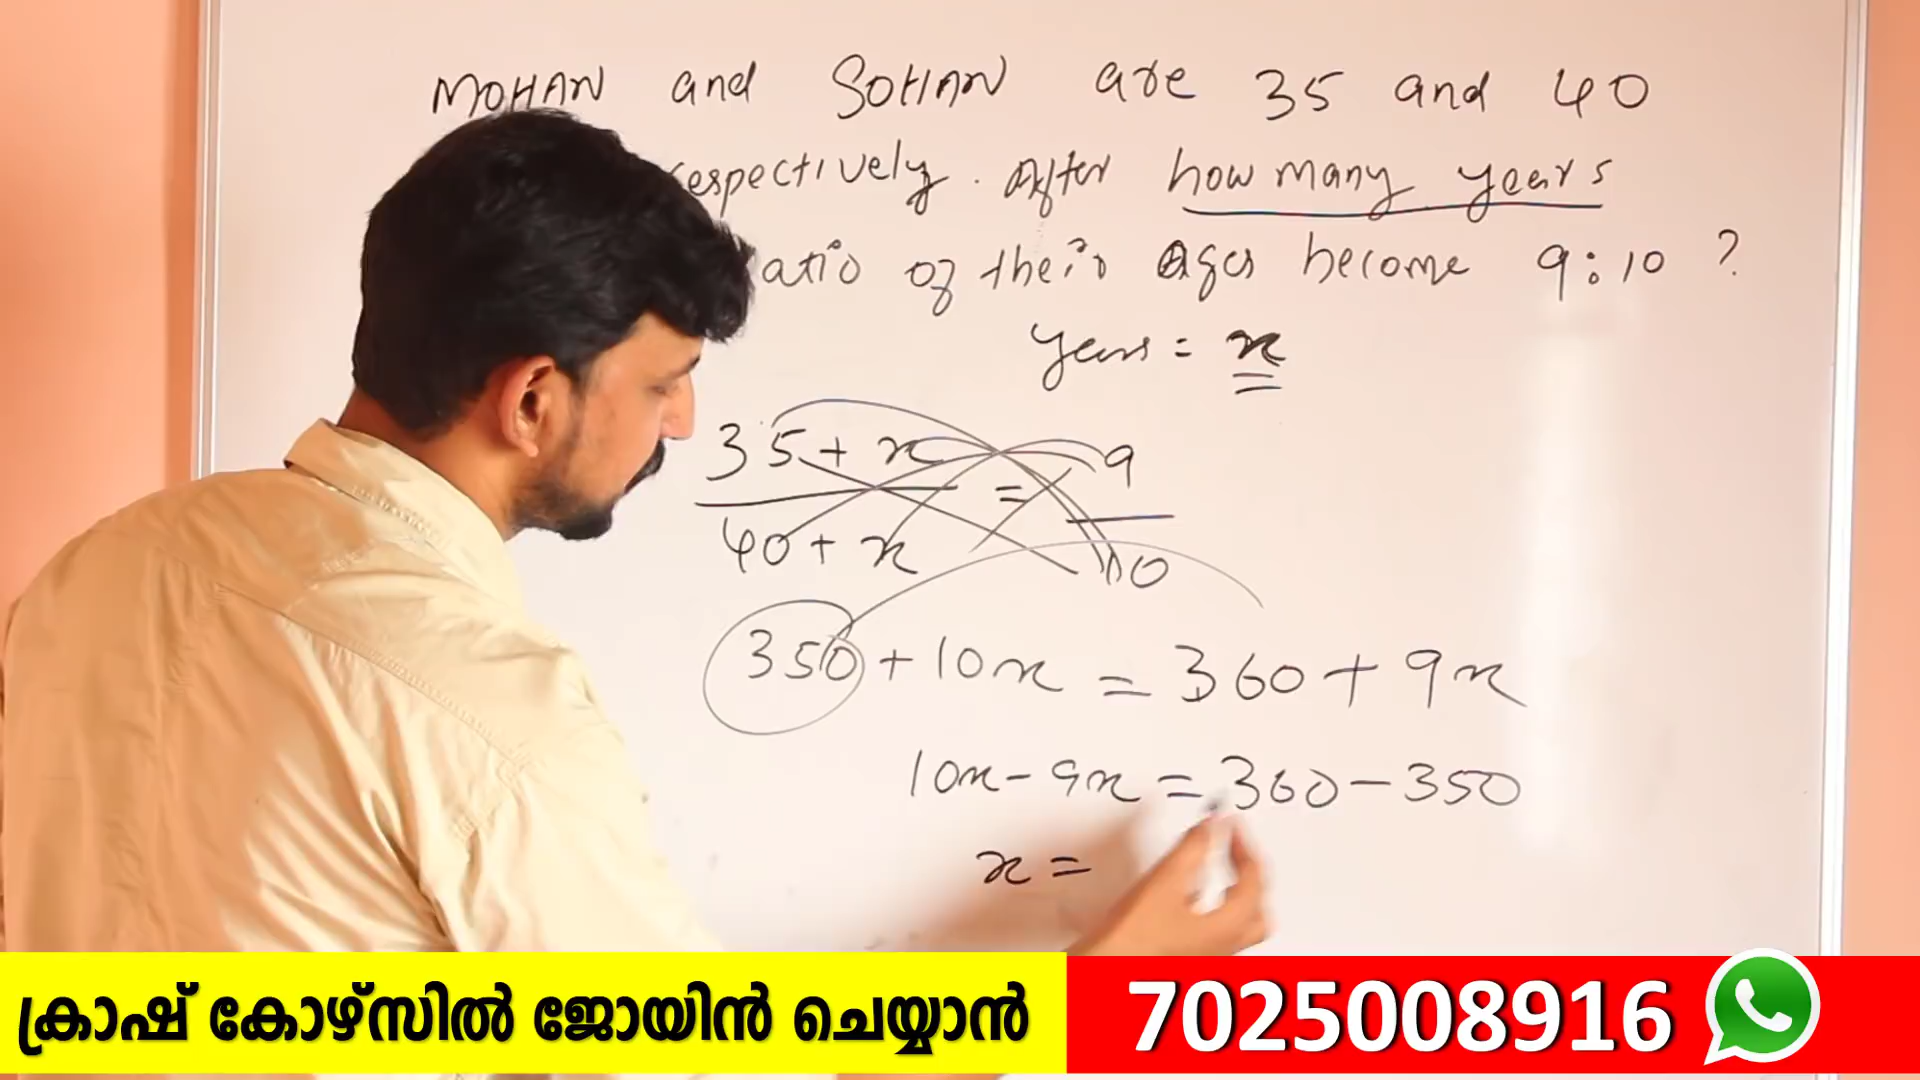 MOHAN and SOHAN are 35 and 40
respectively. After how many years
ratio of their Ages become 9:10 ?
years = x
35 + x = 9
40 + x 10
350 + 10x = 360 + 9x
10x - 9x = 360 - 350
x =
ക്രാഷ് കോഴ്സിൽ ജോയിൻ ചെയ്യാൻ 7025008916